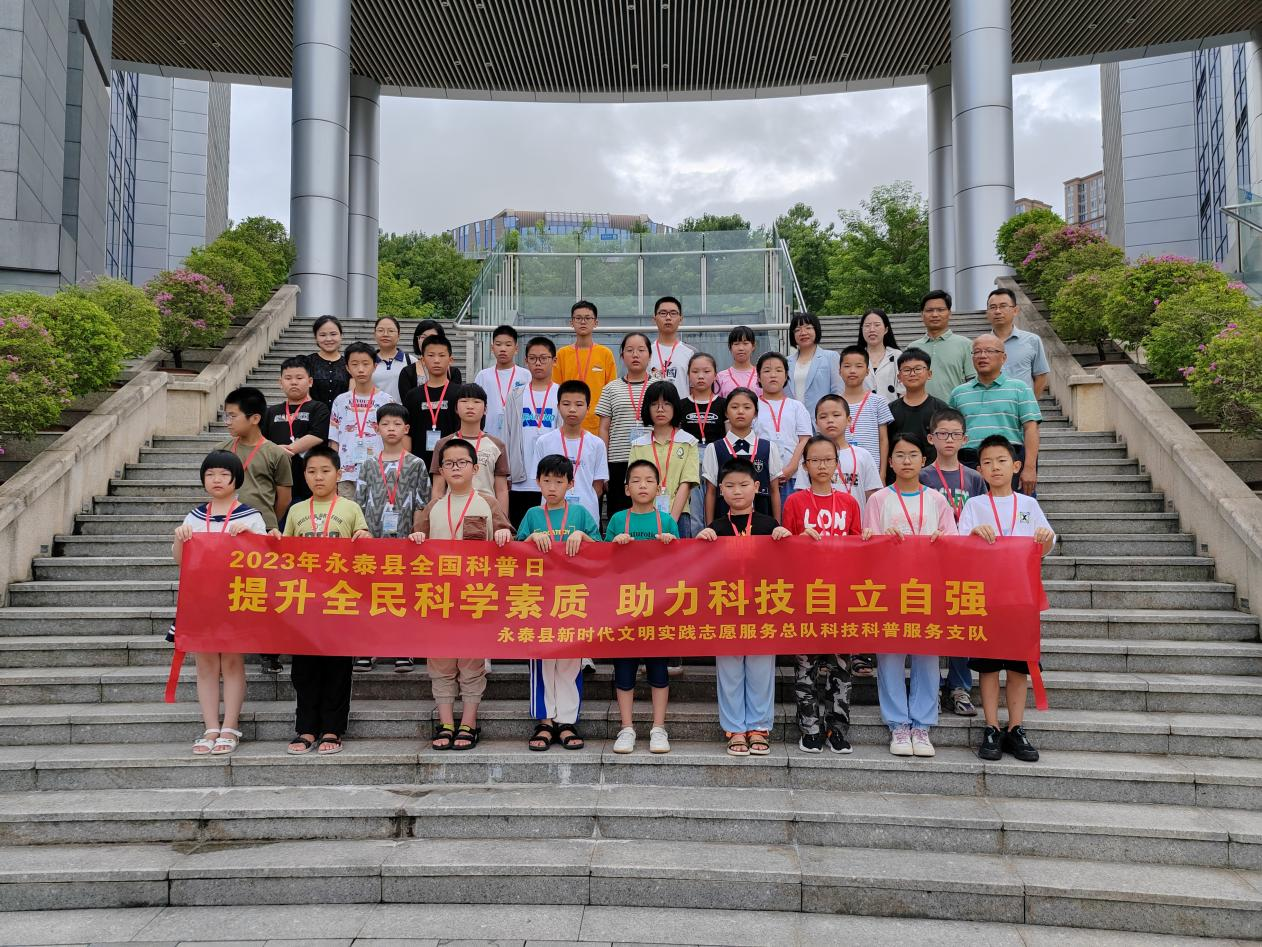 2023年永泰县全国科普日
提升全民科学素质 助力科技自立自强
永泰县新时代文明实践志愿服务总队科技科普服务支队
LON